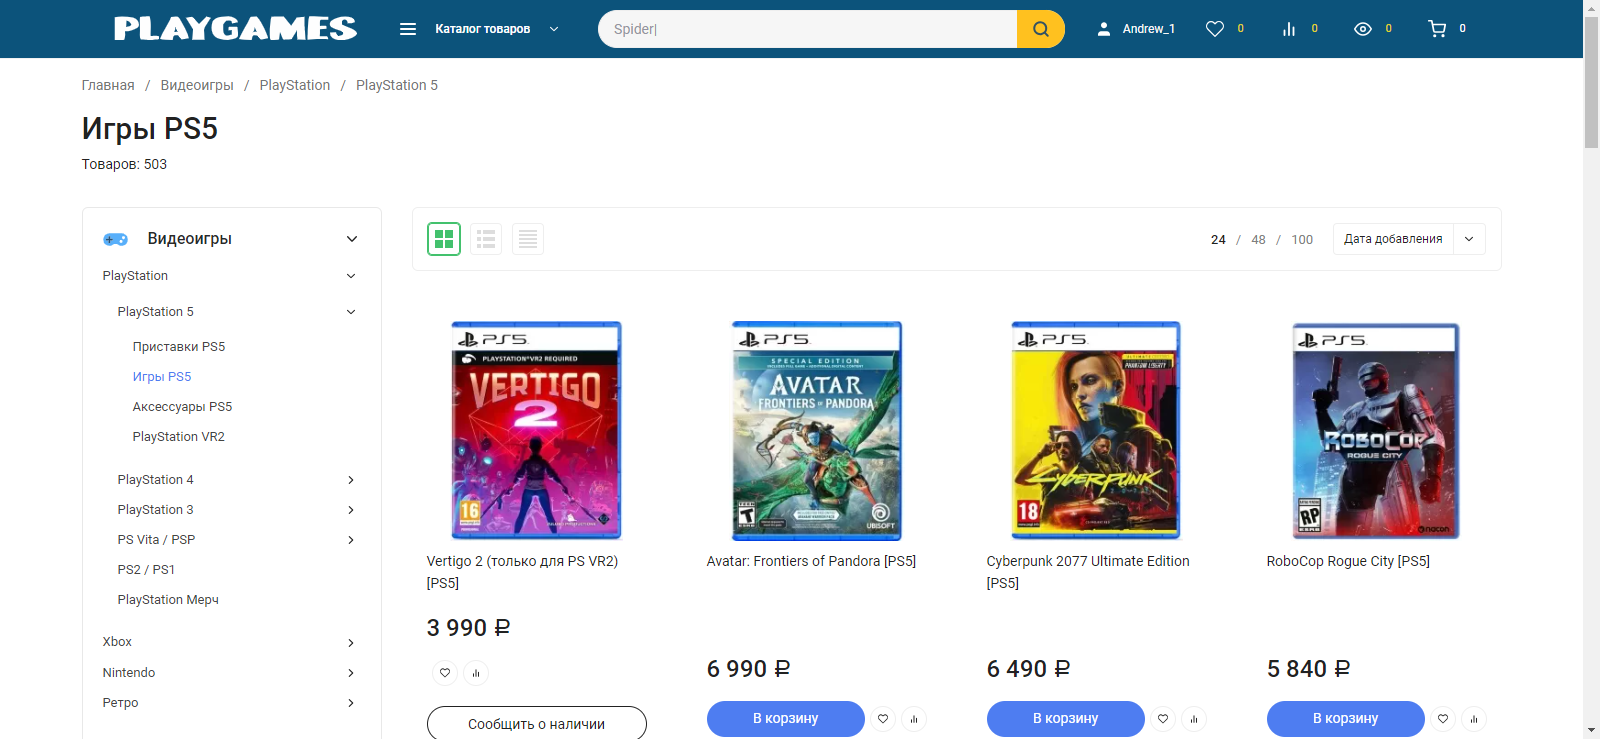 PLAYGAMES
Каталог товаров
Spider
Andrew_1
0
0
0
0
Главная / Видеоигры / PlayStation / PlayStation 5
Игры PS5
Товаров: 503
Видеоигры
PlayStation
PlayStation 5
Приставки PS5
Игры PS5
Аксессуары PS5
PlayStation VR2
PlayStation 4
PlayStation 3
PS Vita / PSP
PS2 / PS1
PlayStation Мерч
Xbox
Nintendo
Ретро
24 / 48 / 100
Дата добавления
PS5
PLAYSTATION®VR2 REQUIRED
VERTIGO
2
16
Vertigo 2 (только для PS VR2)
[PS5]
3 990 ₽
Сообщить о наличии
PS5
SPECIAL EDITION
AVATAR
FRONTIERS OF PANDORA
T
UBISOFT
Avatar: Frontiers of Pandora [PS5]
6 990 ₽
В корзину
PS5
ULTIMATE
PHANTOM LIBERTY
CYBERPUNK
18
Cyberpunk 2077 Ultimate Edition
[PS5]
6 490 ₽
В корзину
PS5
ROBOCOP
ROGUE CITY
RP
nacon
RoboCop Rogue City [PS5]
5 840 ₽
В корзину